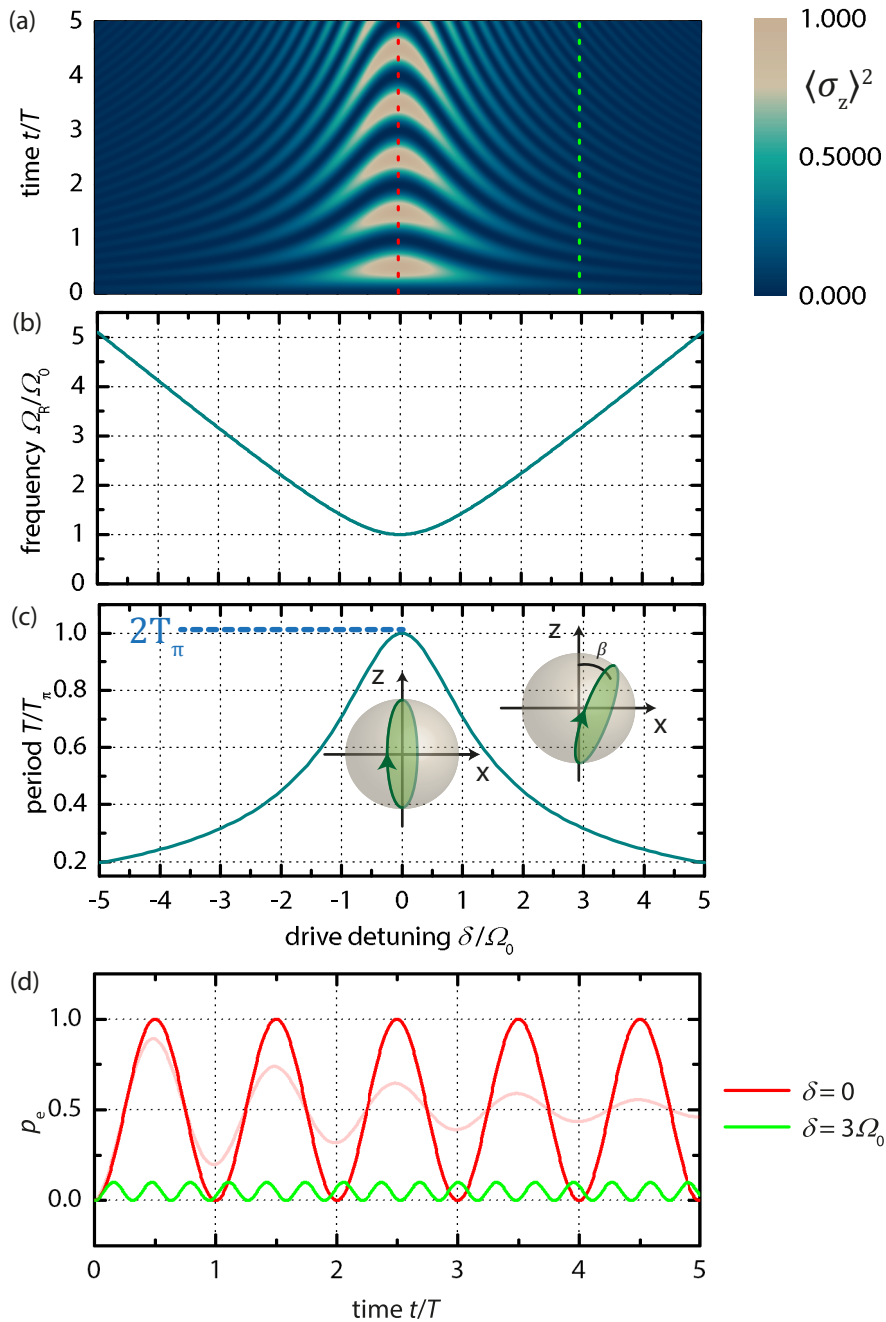 (a)
5
4
3
2
1
0
time t/T
1.000
⟨σz⟩²
0.5000
0.000
(b)
5
4
3
2
1
0
frequency ΩR/Ω0
(c)
2Tπ
1.0
0.8
0.6
0.4
0.2
period T/Tπ
z
x
z
β
x
-5 -4 -3 -2 -1 0 1 2 3 4 5
drive detuning δ/Ω0
(d)
1.0
0.5
0.0
pe
0 1 2 3 4 5
time t/T
δ = 0
δ = 3Ω0